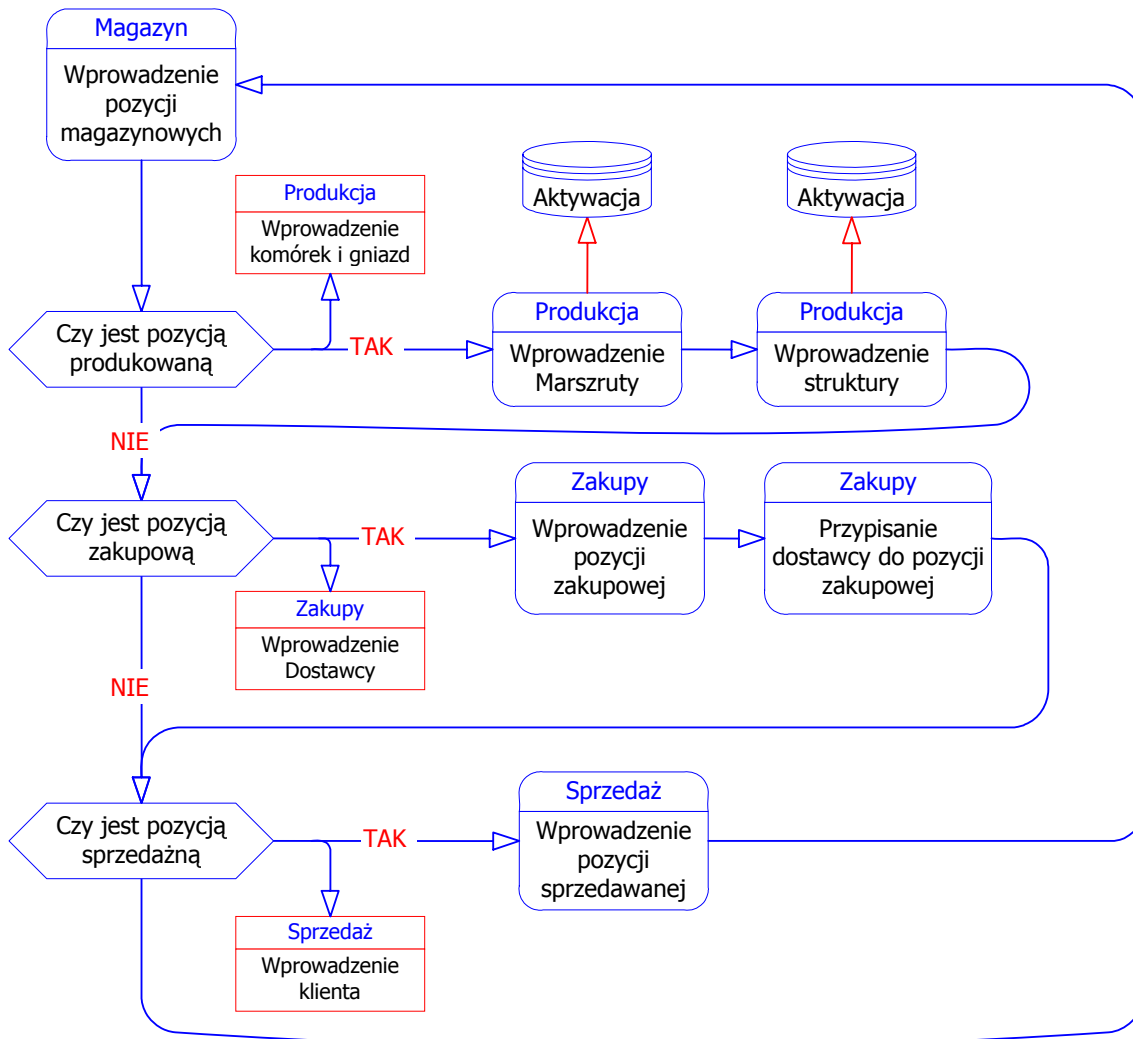 Magazyn
Wprowadzenie
pozycji
magazynowych
Produkcja
Wprowadzenie
komórek i gniazd
Aktywacja
Aktywacja
Czy jest pozycją
produkowaną
TAK
Produkcja
Wprowadzenie
Marszruty
Produkcja
Wprowadzenie
struktury
NIE
Czy jest pozycją
zakupową
TAK
Zakupy
Wprowadzenie
pozycji
zakupowej
Zakupy
Przypisanie
dostawcy do pozycji
zakupowej
Zakupy
Wprowadzenie
Dostawcy
NIE
Czy jest pozycją
sprzedażną
TAK
Sprzedaż
Wprowadzenie
pozycji
sprzedawanej
Sprzedaż
Wprowadzenie
klienta